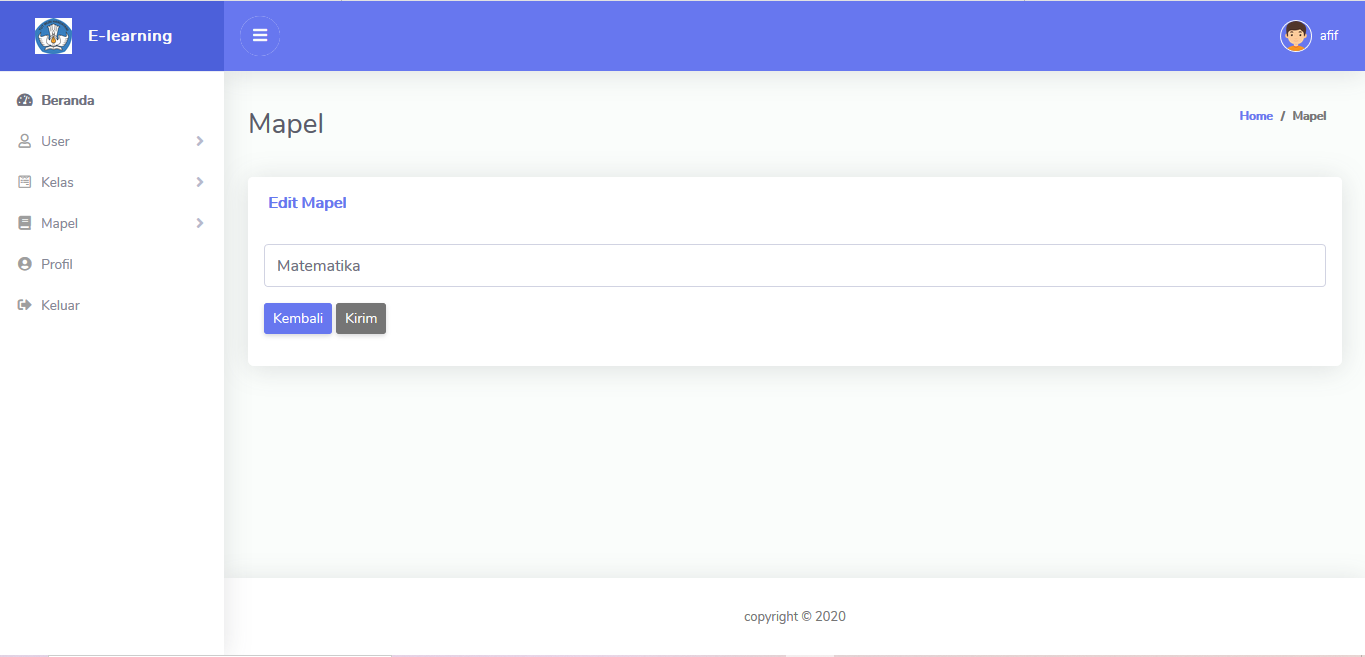 E-learning
afif
Beranda
User
Kelas
Mapel
Profil
Keluar
Mapel
Home / Mapel
Edit Mapel
Matematika
Kembali Kirim
copyright © 2020